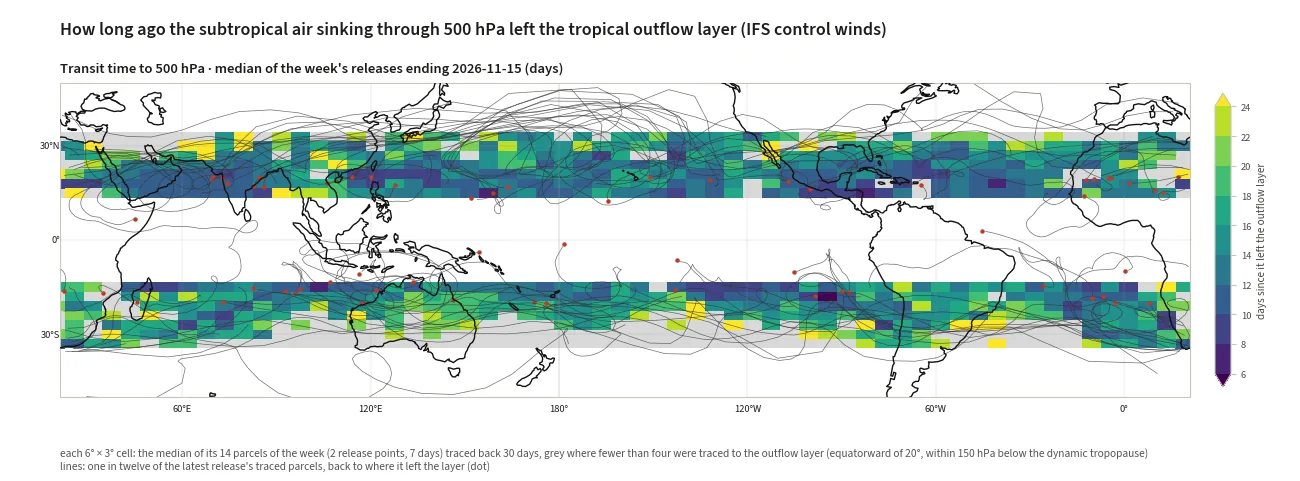 How long ago the subtropical air sinking through 500 hPa left the tropical outflow layer (IFS control winds)
Transit time to 500 hPa · median of the week's releases ending 2026-11-15 (days)
30°N
0°
30°S
60°E
120°E
180°
120°W
60°W
0°
24
22
20
18
16
14
12
10
8
6
days since it left the outflow layer
each 6° × 3° cell: the median of its 14 parcels of the week (2 release points, 7 days) traced back 30 days, grey where fewer than four were traced to the outflow layer (equatorward of 20°, within 150 hPa below the dynamic tropopause)
lines: one in twelve of the latest release's traced parcels, back to where it left the layer (dot)